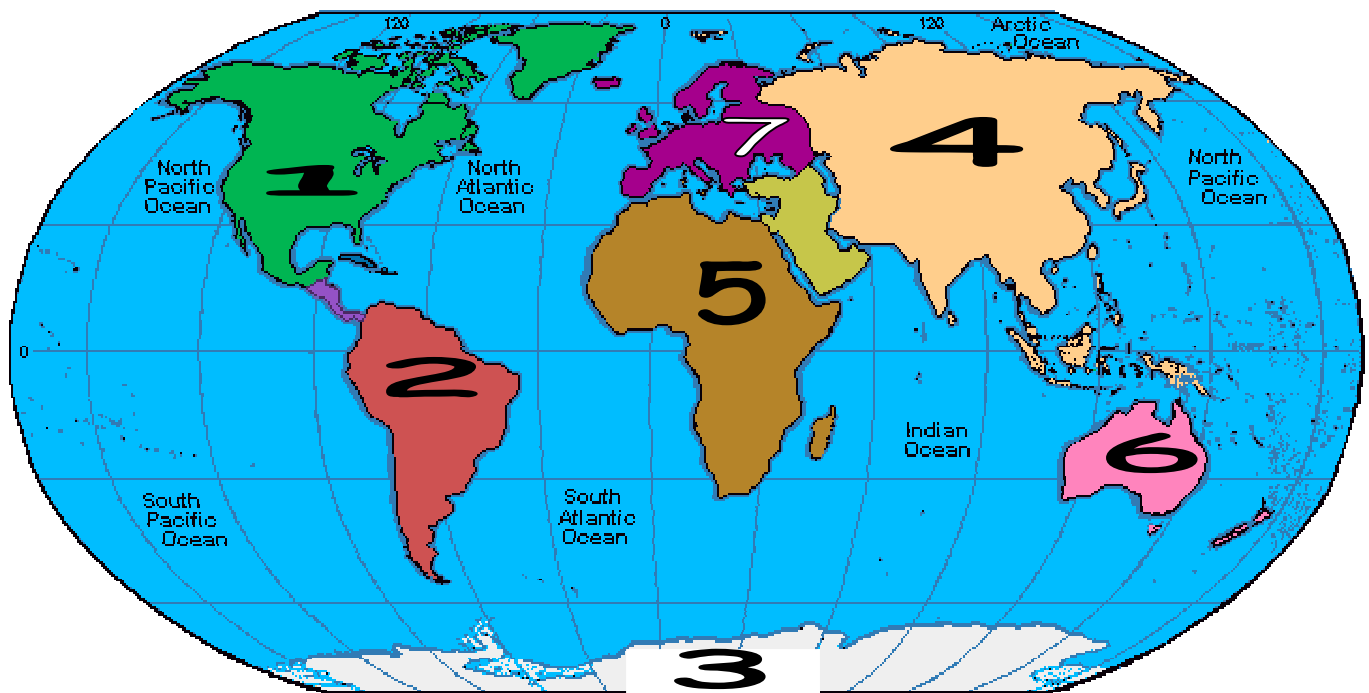 120
0
120
Arctic
Ocean
7
4
1
North
Pacific
Ocean
North
Atlantic
Ocean
North
Pacific
Ocean
5
0
2
Indian
Ocean
6
South
Pacific
Ocean
South
Atlantic
Ocean
3